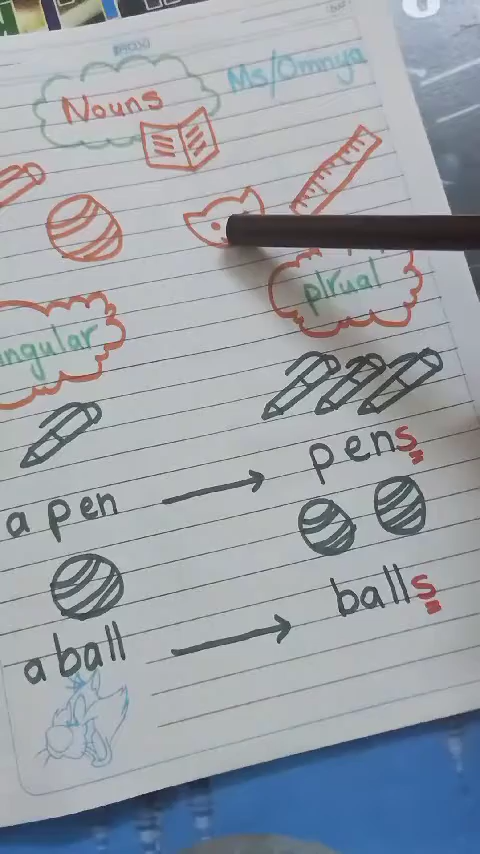 Nouns
Ms/Omnya
ngular
plrual
pens
a pen
balls
a ball